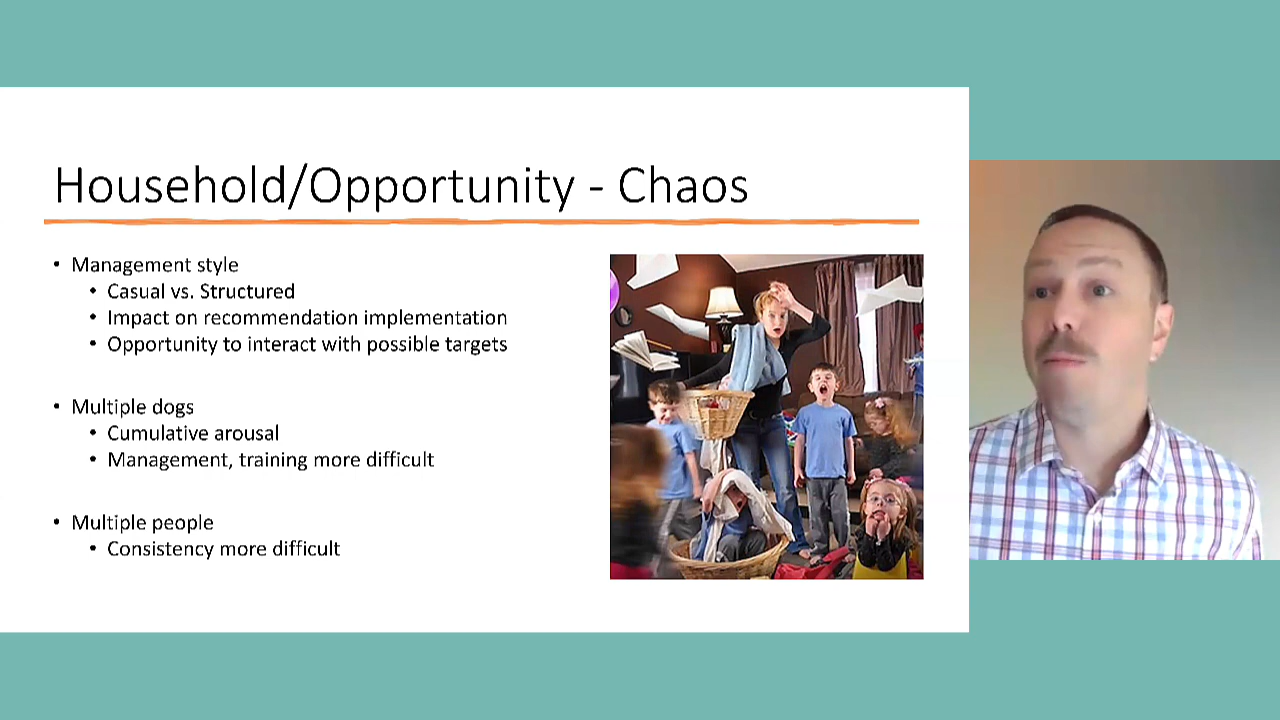 Household/Opportunity - Chaos
• Management style
• Casual vs. Structured
• Impact on recommendation implementation
• Opportunity to interact with possible targets
• Multiple dogs
• Cumulative arousal
• Management, training more difficult
• Multiple people
• Consistency more difficult